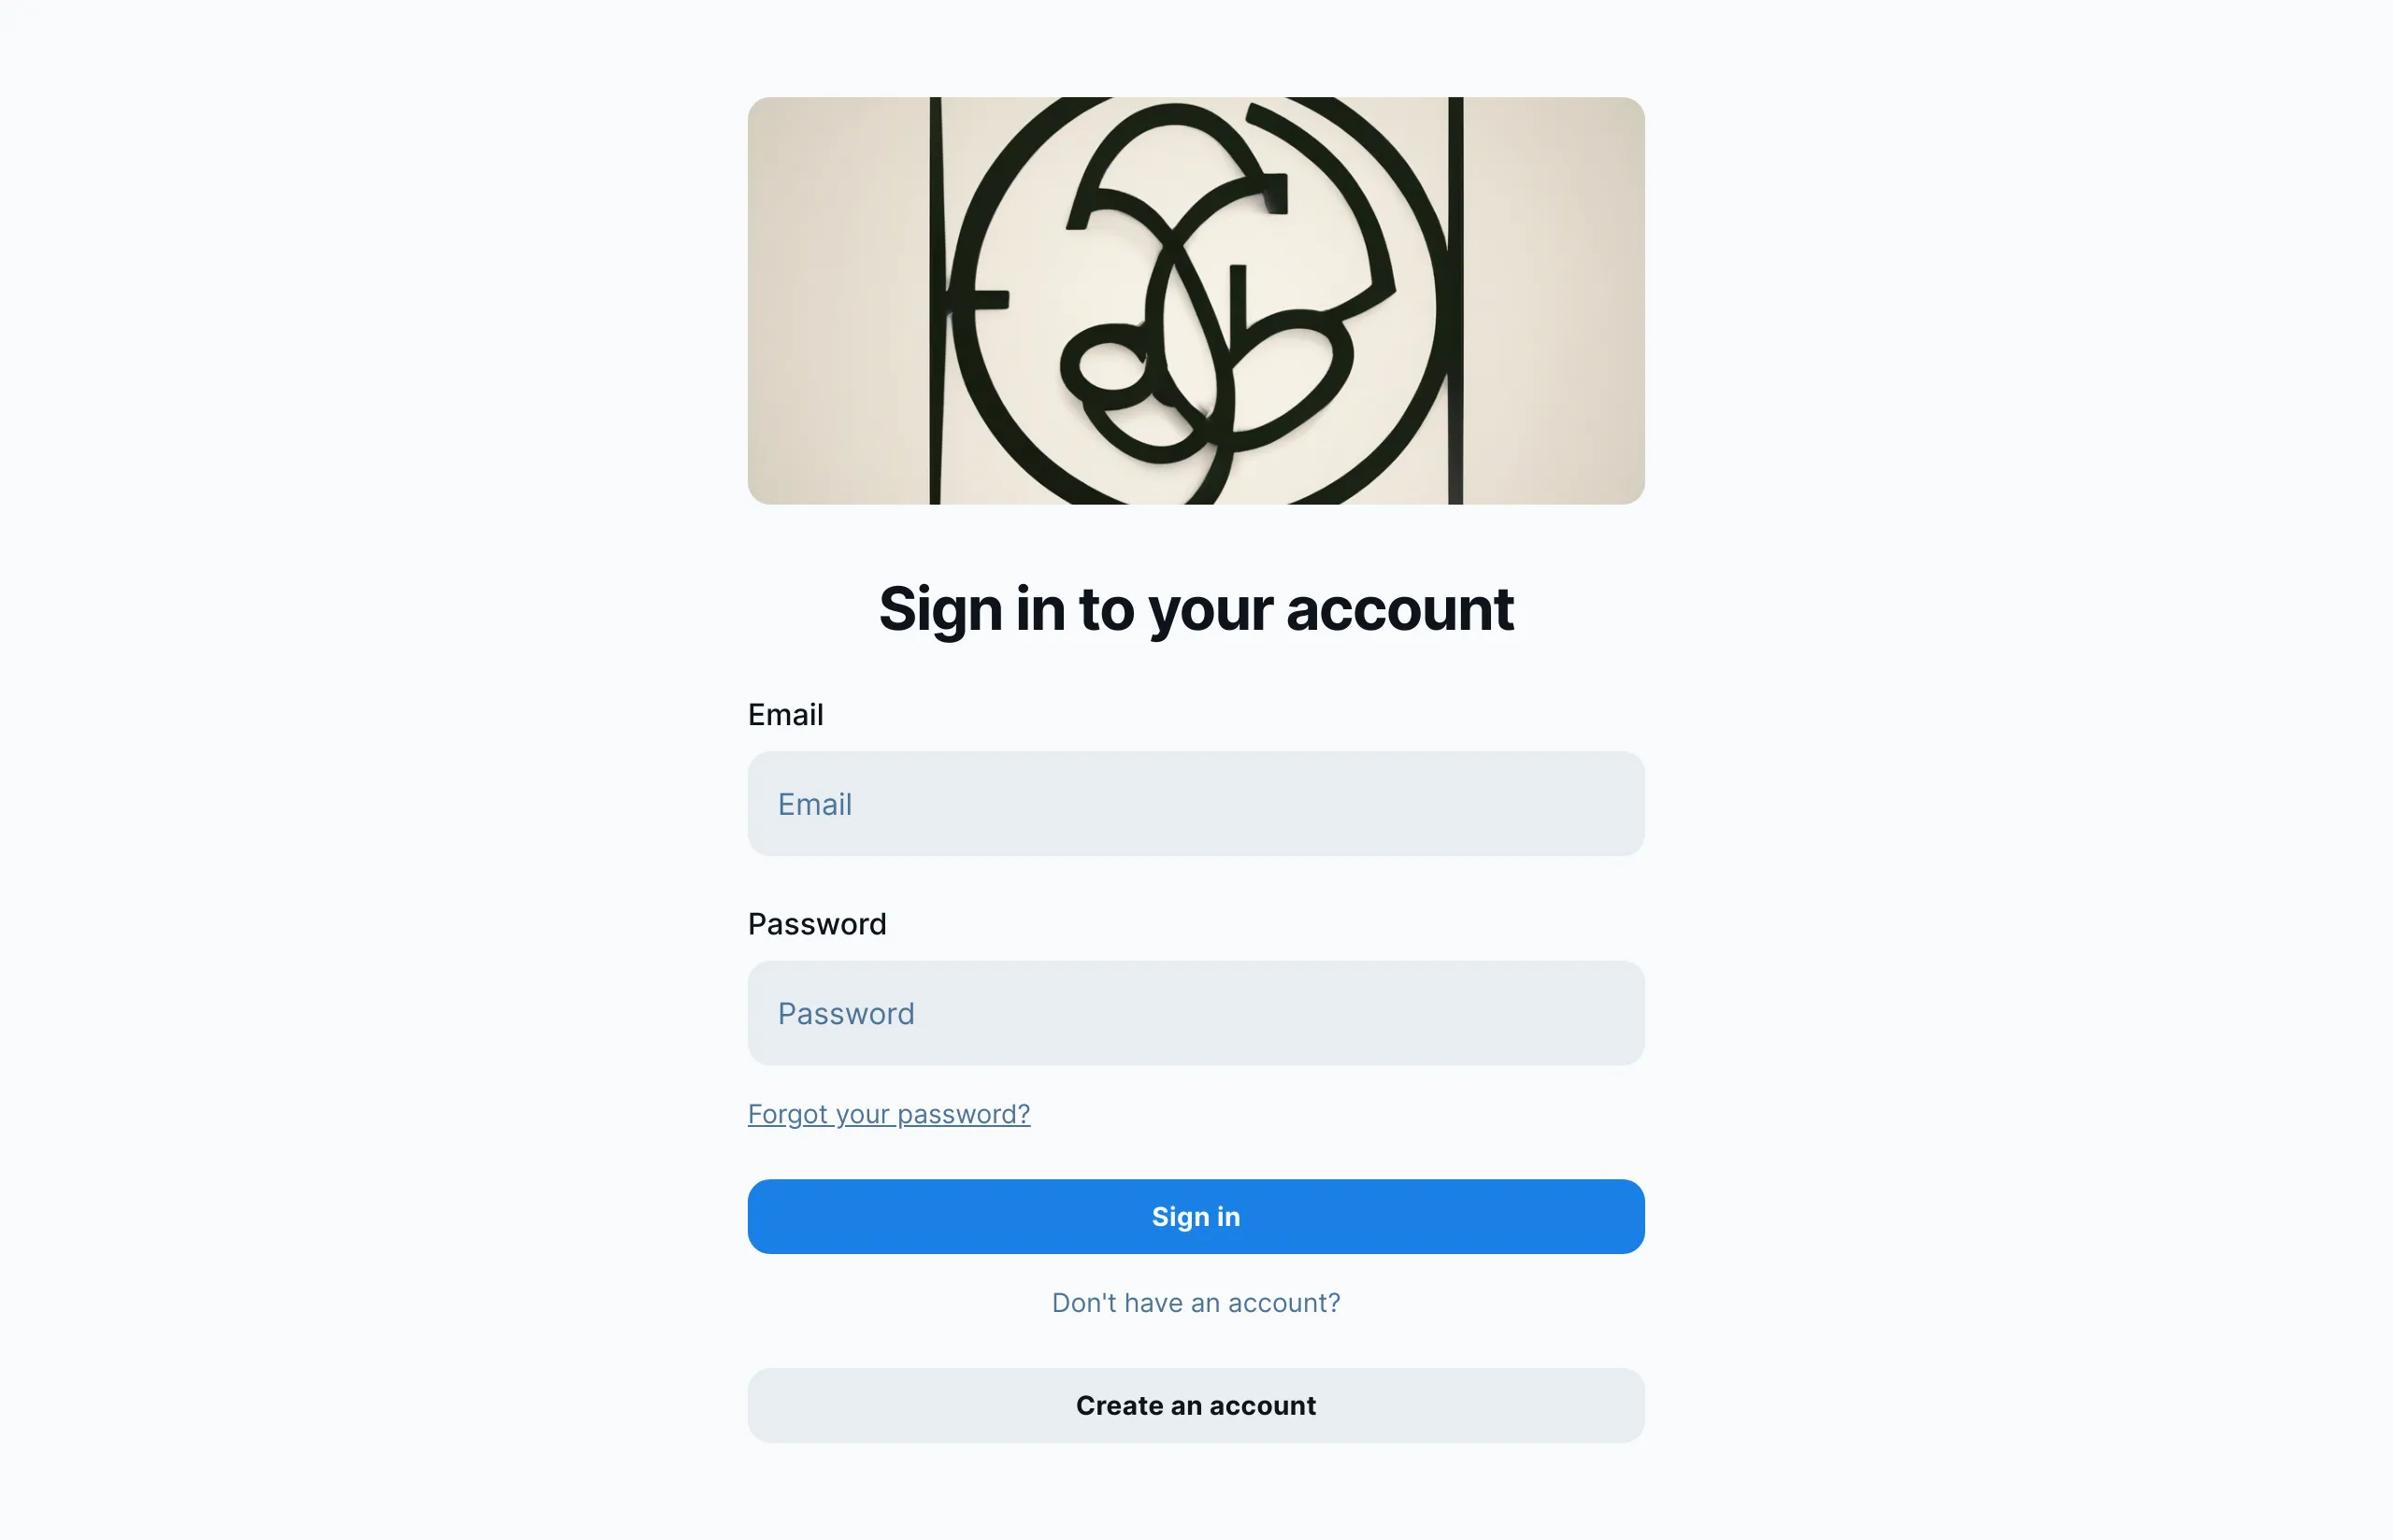 Sign in to your account
Email
Email
Password
Password
Forgot your password?
Sign in
Don't have an account?
Create an account